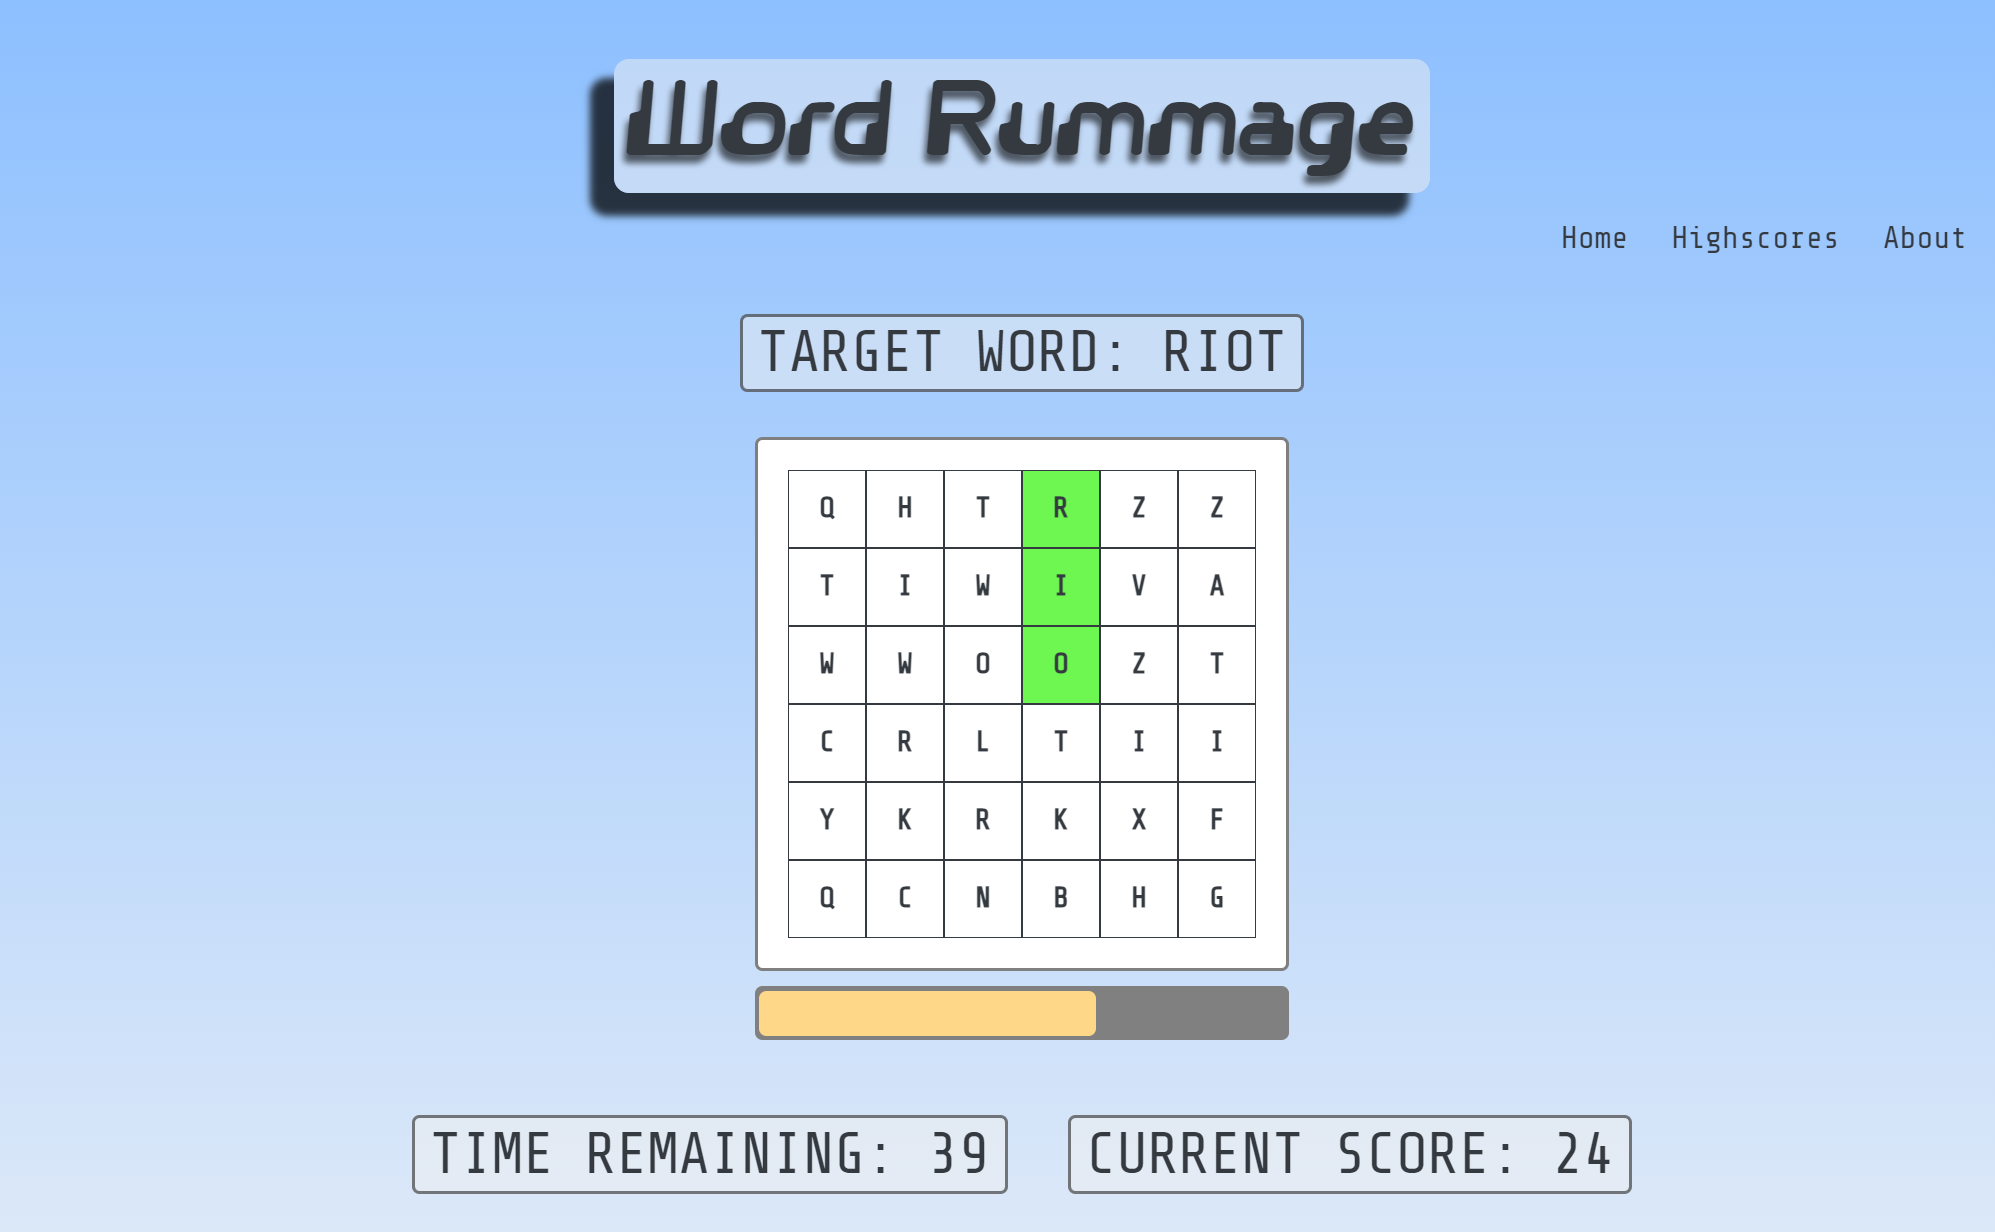 Word Rummage
Home Highscores About
TARGET WORD: RIOT
Q H T R Z Z
T I W I V A
W W O O Z T
C R L T I I
Y K R K X F
Q C N B H G
TIME REMAINING: 39 CURRENT SCORE: 24